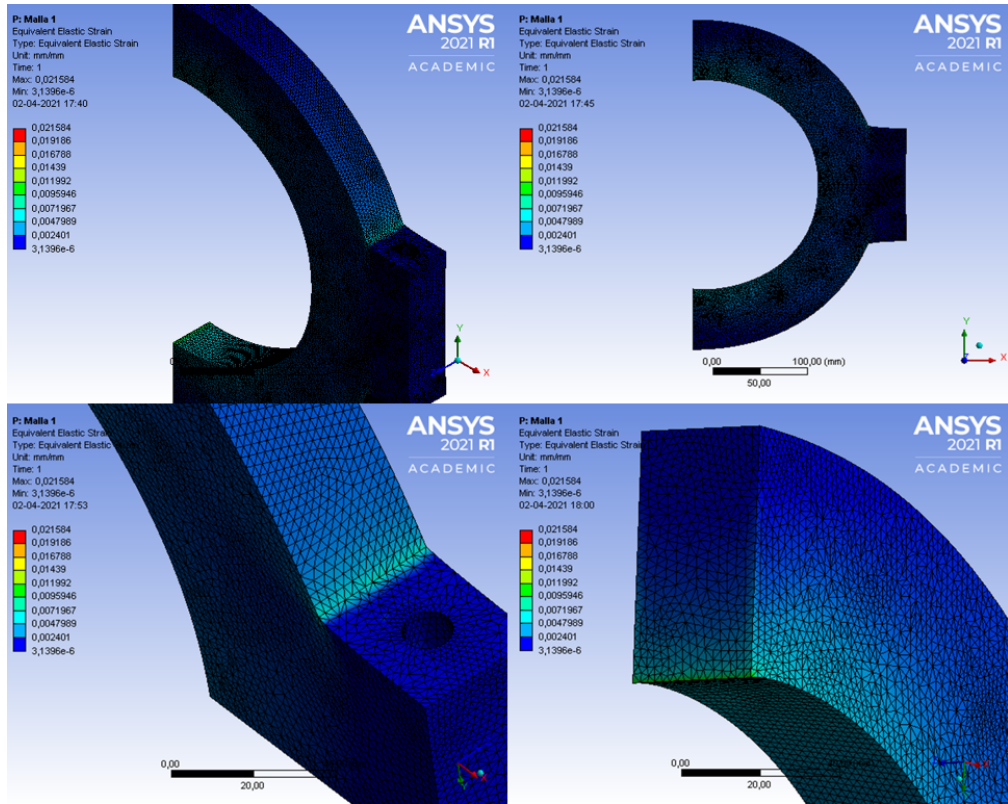 P: Malla 1
Equivalent Elastic Strain
Type: Equivalent Elastic Strain
Unit: mm/mm
Time: 1
Max: 0,021584
Min: 3,1396e-6
02-04-2021 17:40
0,021584
0,019186
0,016788
0,01439
0,011992
0,0095946
0,0071967
0,0047989
0,002401
3,1396e-6
ANSYS
2021 R1
ACADEMIC
Y
X
P: Malla 1
Equivalent Elastic Strain
Type: Equivalent Elastic Strain
Unit: mm/mm
Time: 1
Max: 0,021584
Min: 3,1396e-6
02-04-2021 17:45
0,021584
0,019186
0,016788
0,01439
0,011992
0,0095946
0,0071967
0,0047989
0,002401
3,1396e-6
ANSYS
2021 R1
ACADEMIC
0,00 100,00 (mm)
50,00
Y
X
P: Malla 1
Equivalent Elastic Strain
Type: Equivalent Elastic Strain
Unit: mm/mm
Time: 1
Max: 0,021584
Min: 3,1396e-6
02-04-2021 17:53
0,021584
0,019186
0,016788
0,01439
0,011992
0,0095946
0,0071967
0,0047989
0,002401
3,1396e-6
ANSYS
2021 R1
ACADEMIC
0,00
20,00
Y
X
P: Malla 1
Equivalent Elastic Strain
Type: Equivalent Elastic Strain
Unit: mm/mm
Time: 1
Max: 0,021584
Min: 3,1396e-6
02-04-2021 18:00
0,021584
0,019186
0,016788
0,01439
0,011992
0,0095946
0,0071967
0,0047989
0,002401
3,1396e-6
ANSYS
2021 R1
ACADEMIC
0,00
20,00